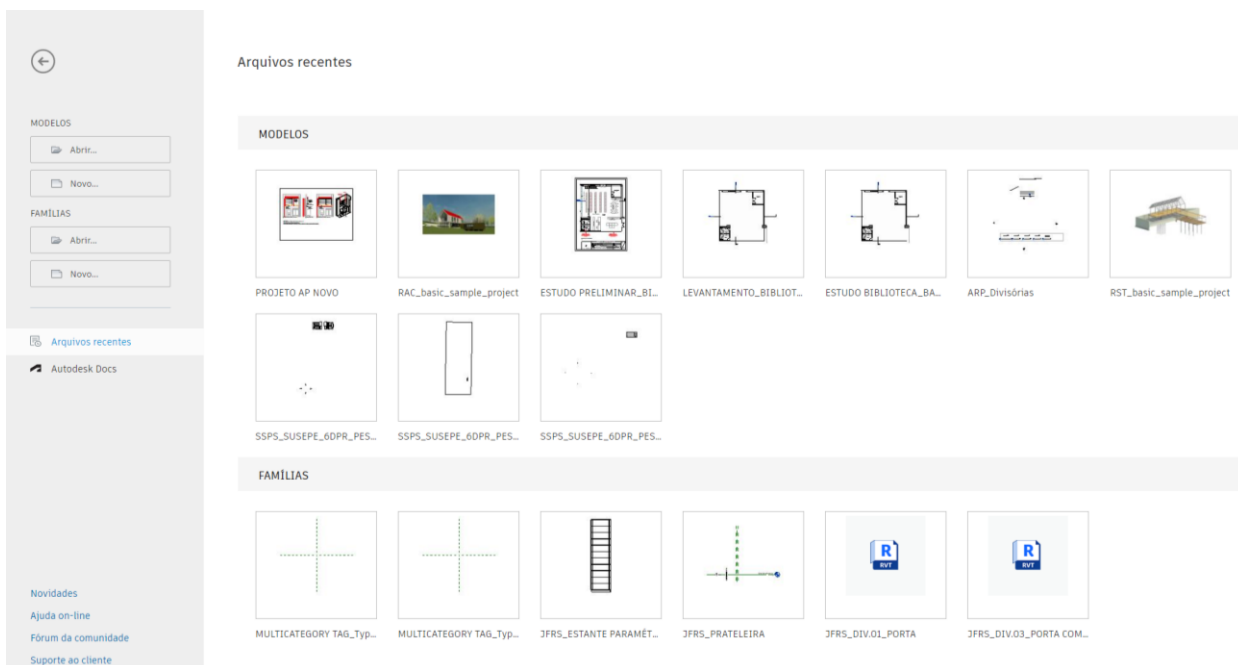 Arquivos recentes
MODELOS
Abrir...
Novo...
FAMÍLIAS
Abrir...
Novo...
Arquivos recentes
Autodesk Docs
Novidades
Ajuda on-line
Fórum da comunidade
Suporte ao cliente
MODELOS
PROJETO AP NOVO
RAC_basic_sample_project
ESTUDO PRELIMINAR_BI...
LEVANTAMENTO_BIBLIOT...
ESTUDO BIBLIOTECA_BA...
ARP_Divisórias
RST_basic_sample_project
SSPS_SUSEPE_6DPR_PES...
SSPS_SUSEPE_6DPR_PES...
SSPS_SUSEPE_6DPR_PES...
FAMÍLIAS
R
RVT
R
RVT
MULTICATEGORY TAG_Typ...
MULTICATEGORY TAG_Typ...
JFRS_ESTANTE PARAMÉT...
JFRS_PRATELEIRA
JFRS_DIV.01_PORTA
JFRS_DIV.03_PORTA COM...